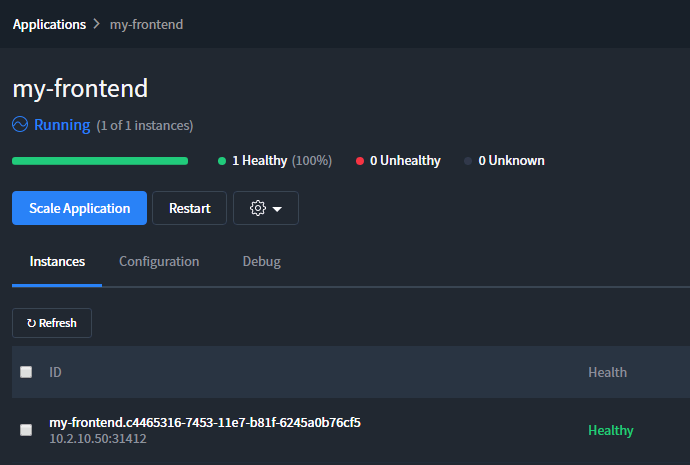 Applications > my-frontend
my-frontend
Running (1 of 1 instances)
1 Healthy (100%) 0 Unhealthy 0 Unknown
Scale Application Restart
Instances Configuration Debug
↻ Refresh
ID Health
my-frontend.c4465316-7453-11e7-b81f-6245a0b76cf5 Healthy
10.2.10.50:31412